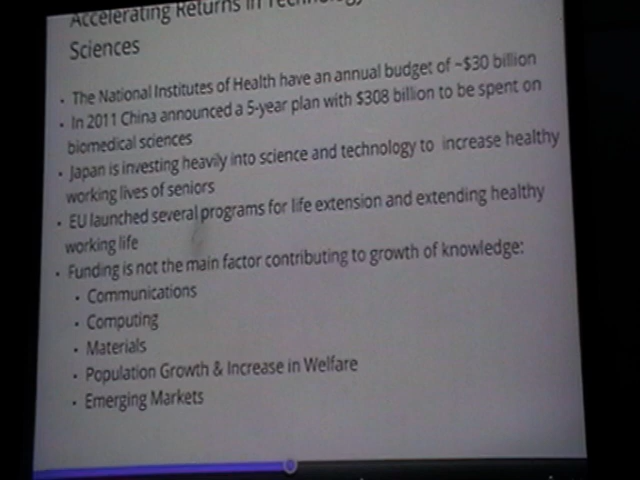 Accelerating Returns in Technology
Sciences
• The National Institutes of Health have an annual budget of ~$30 billion
• In 2011 China announced a 5-year plan with $308 billion to be spent on
biomedical sciences
• Japan is investing heavily into science and technology to increase healthy
working lives of seniors
• EU launched several programs for life extension and extending healthy
working life
• Funding is not the main factor contributing to growth of knowledge:
• Communications
• Computing
• Materials
• Population Growth & Increase in Welfare
• Emerging Markets